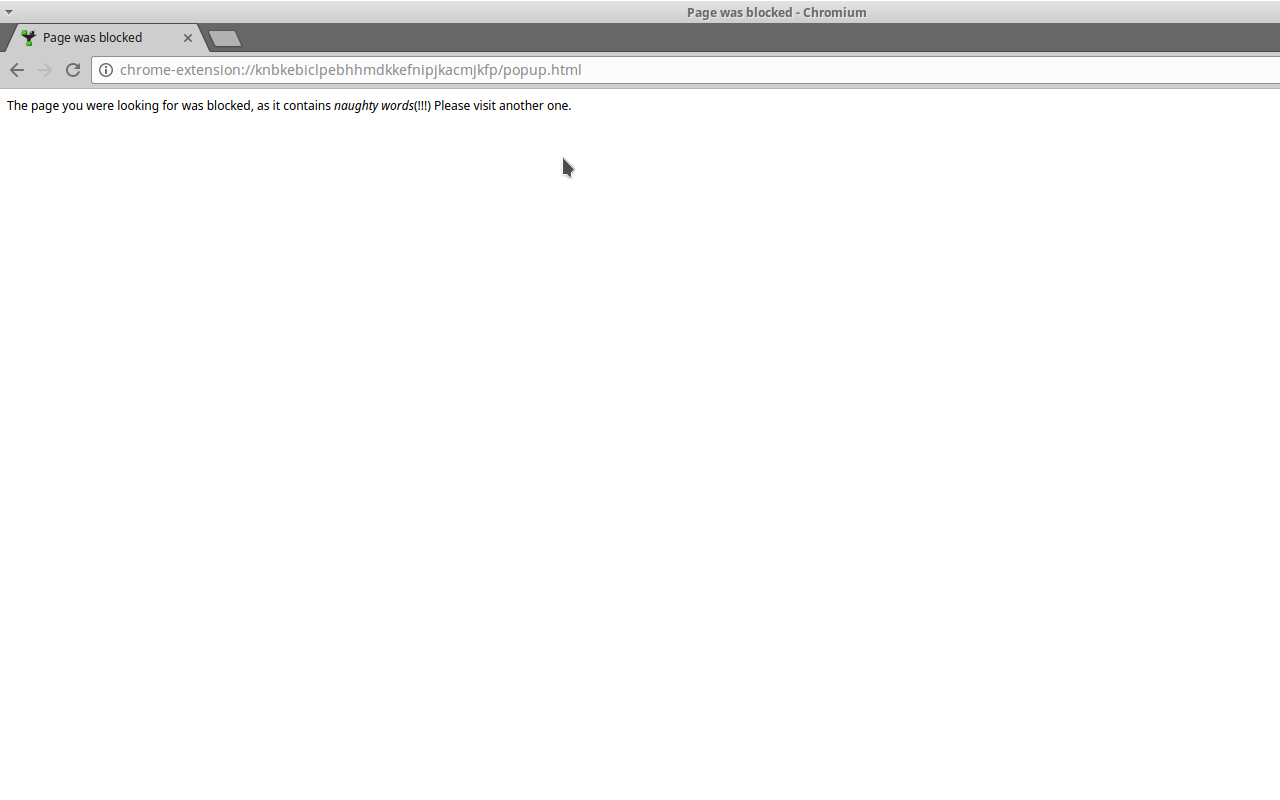 Page was blocked - Chromium
Page was blocked
chrome-extension://knbkebiclpebhhmdkkefnipjkacmjkfp/popup.html
The page you were looking for was blocked, as it contains naughty words(!!!) Please visit another one.